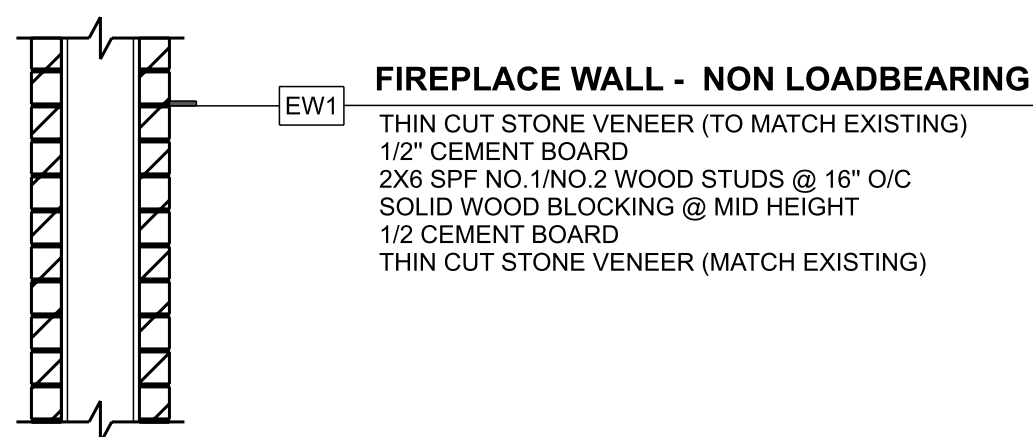 FIREPLACE WALL - NON LOADBEARING
EW1
THIN CUT STONE VENEER (TO MATCH EXISTING)
1/2" CEMENT BOARD
2X6 SPF NO.1/NO.2 WOOD STUDS @ 16" O/C
SOLID WOOD BLOCKING @ MID HEIGHT
1/2 CEMENT BOARD
THIN CUT STONE VENEER (MATCH EXISTING)